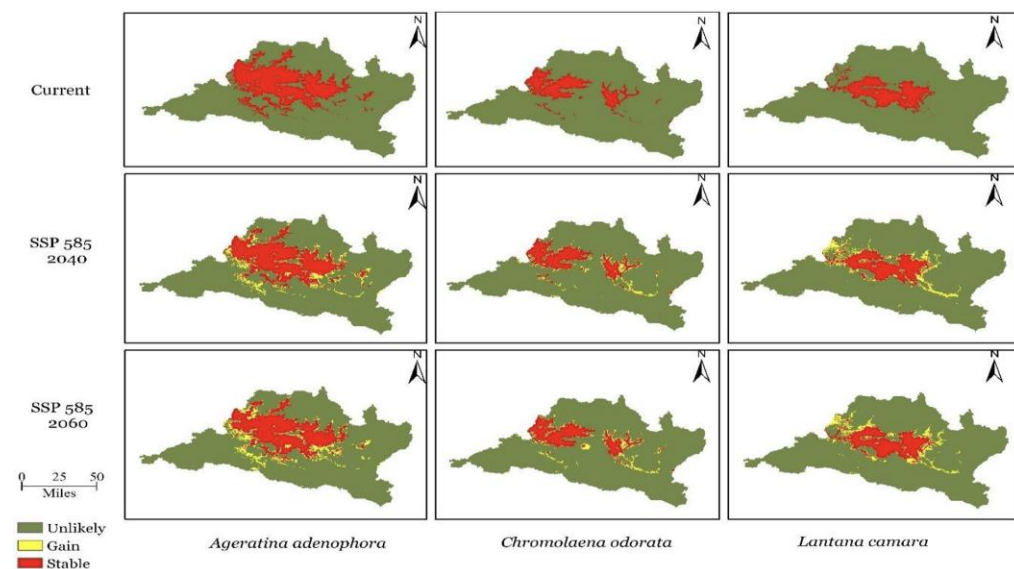 N
N
N
Current
N
N
N
SSP 585
2040
N
N
N
SSP 585
2060
0 25 50
Miles
Unlikely
Gain
Stable
Ageratina adenophora
Chromolaena odorata
Lantana camara